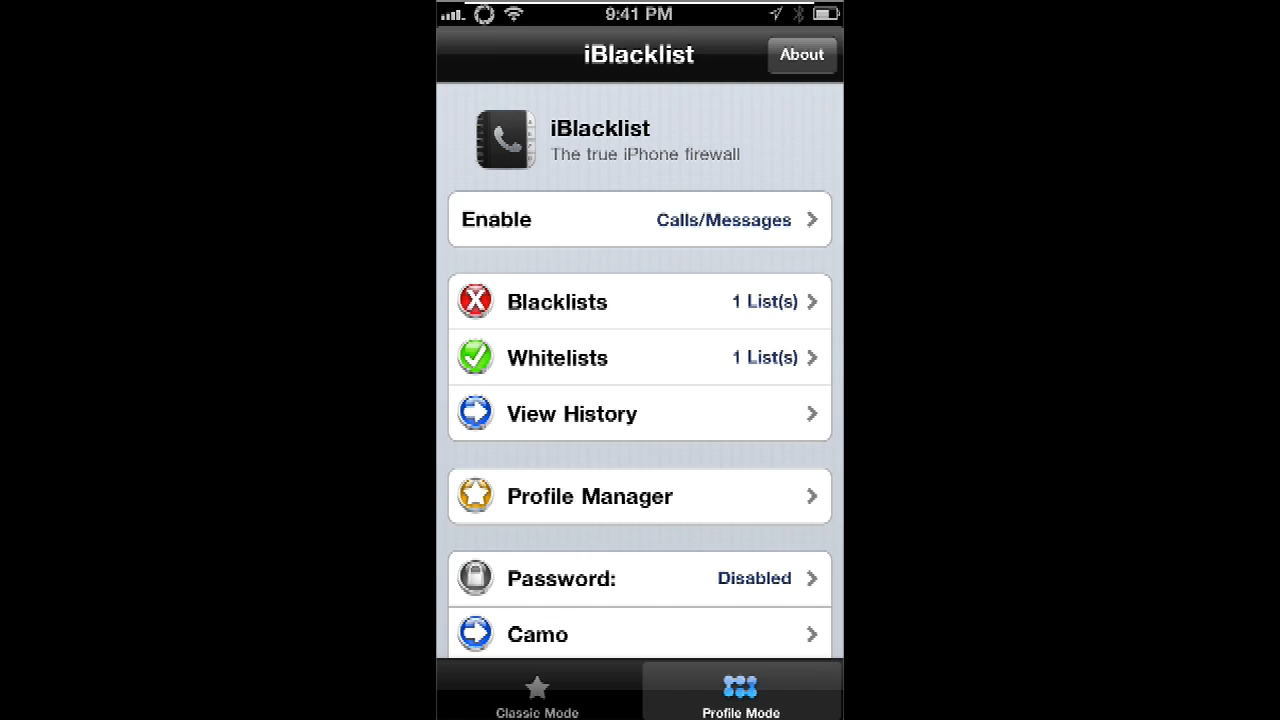 9:41 PM
iBlacklist
About
iBlacklist
The true iPhone firewall
Enable Calls/Messages
Blacklists 1 List(s)
Whitelists 1 List(s)
View History
Profile Manager
Password: Disabled
Camo
Classic Mode Profile Mode